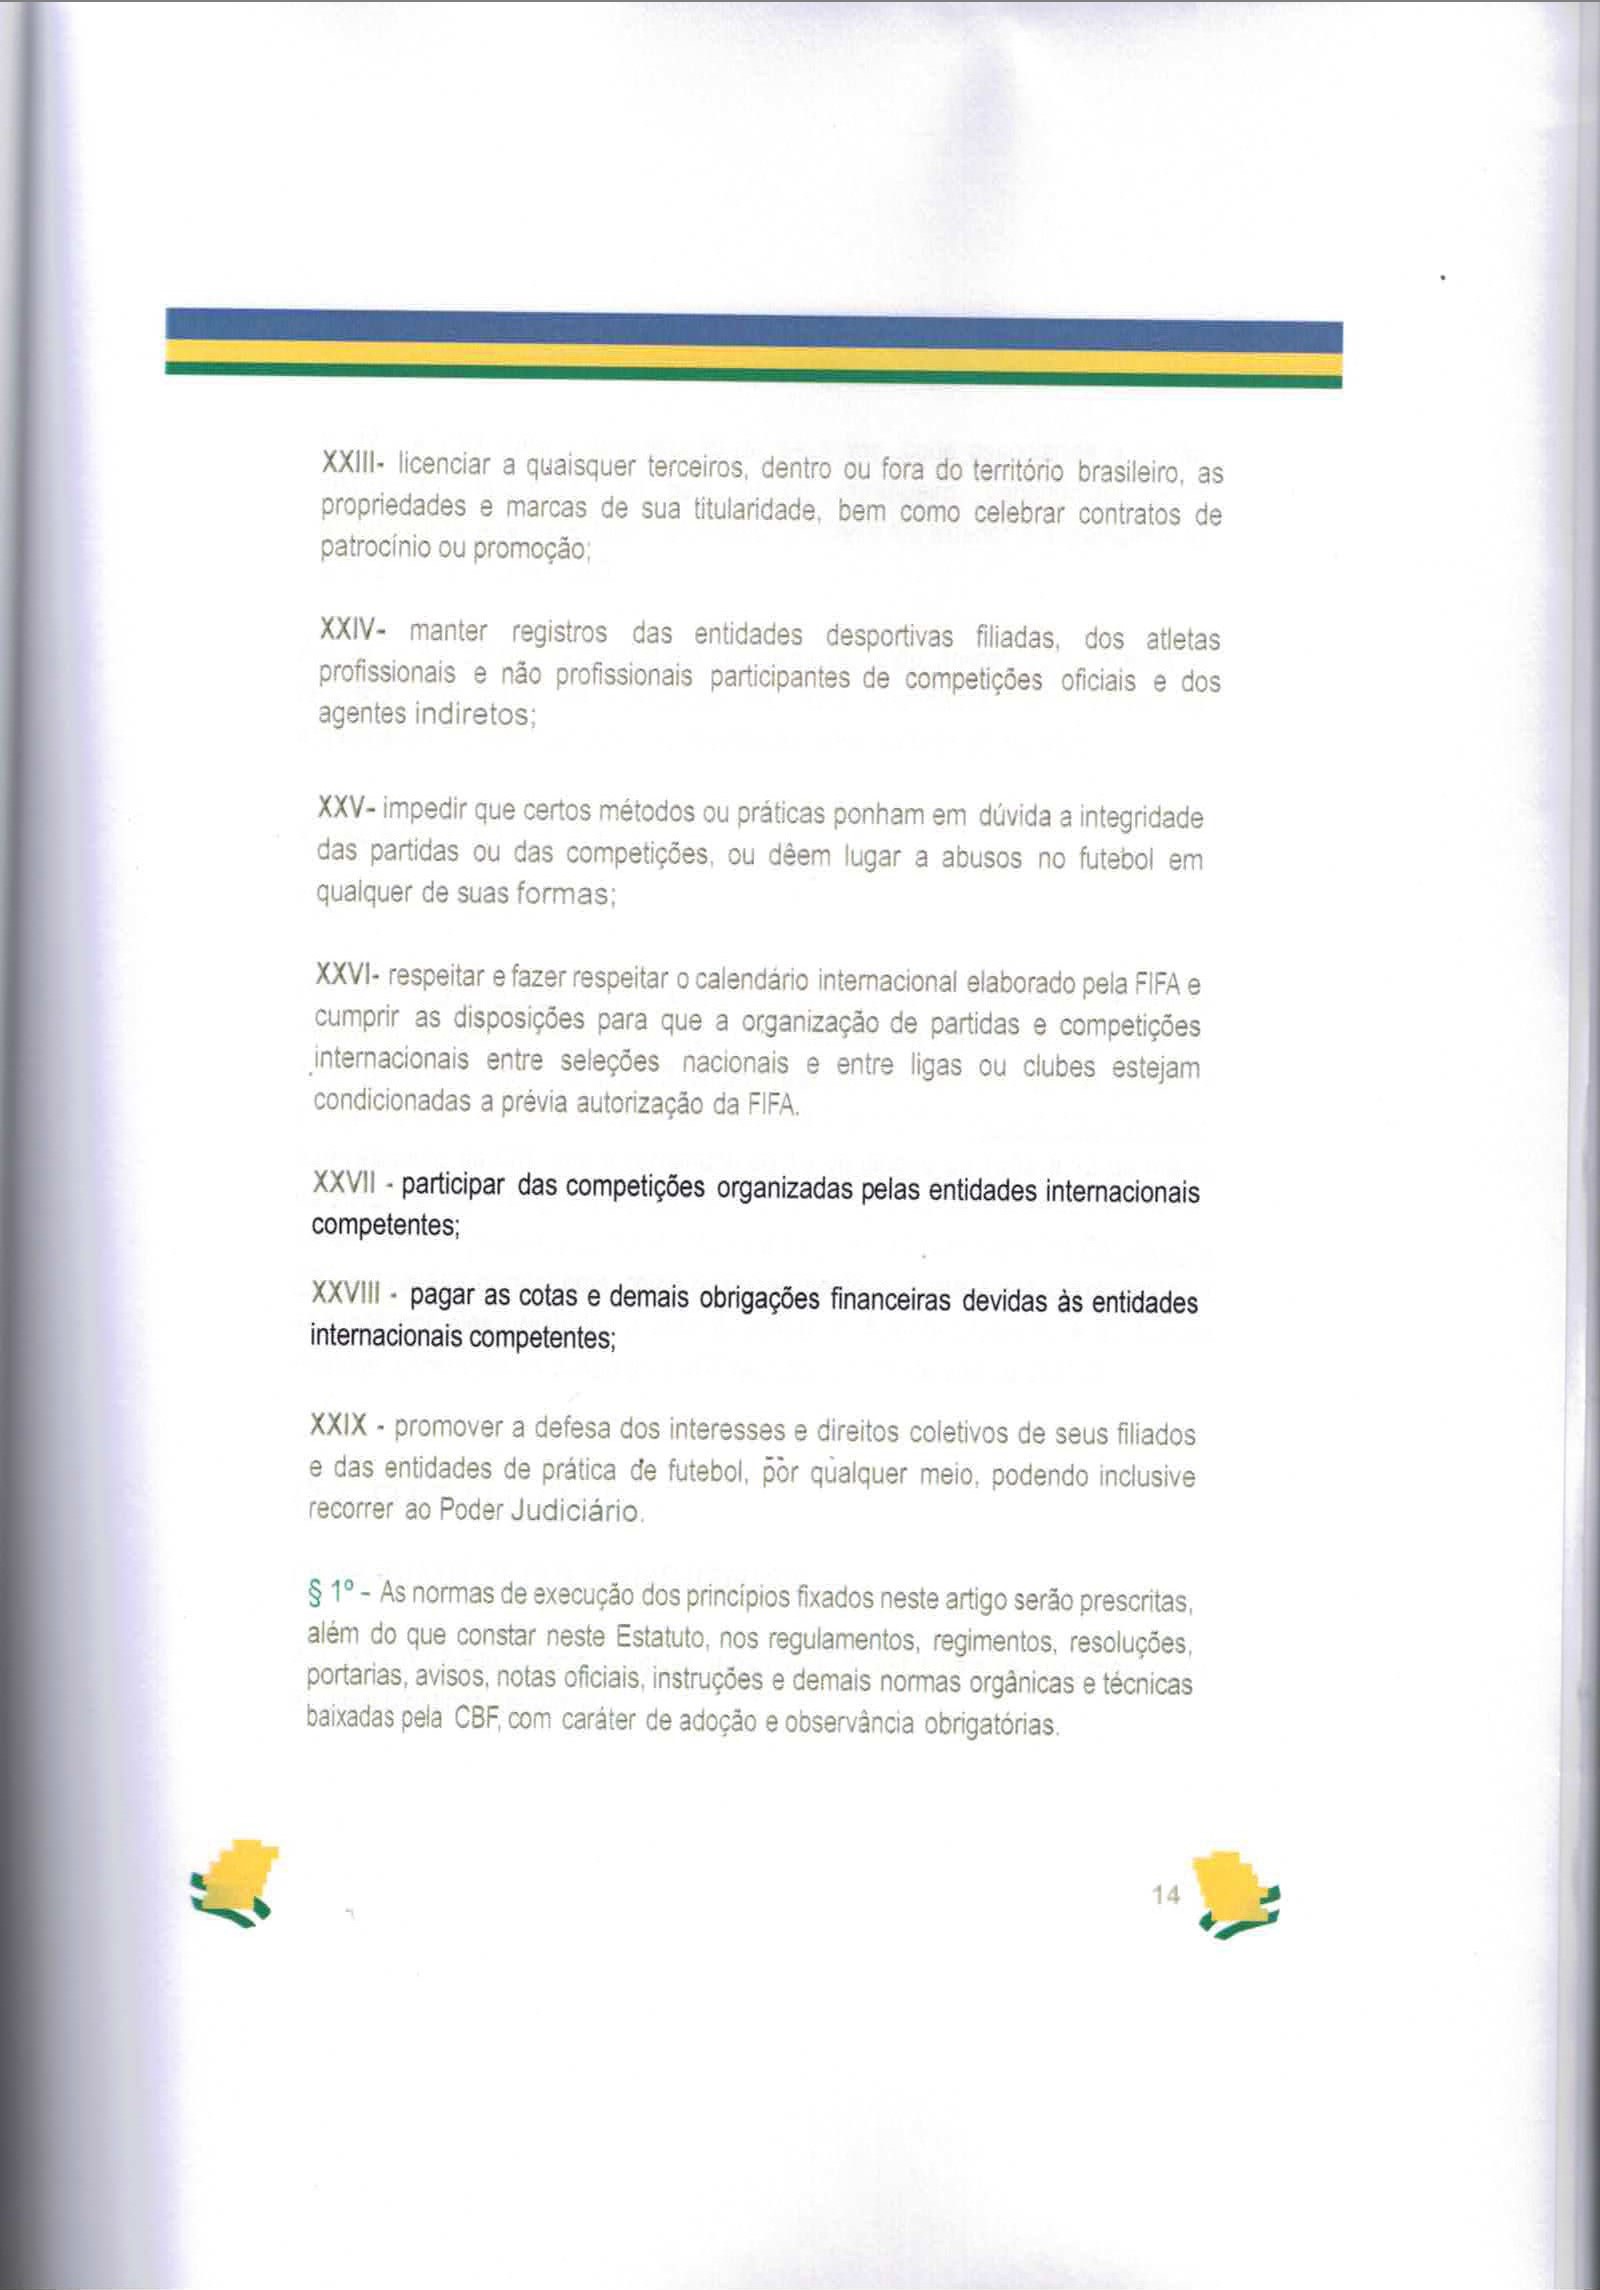 XXIII- licenciar a quaisquer terceiros, dentro ou fora do território brasileiro, as
propriedades e marcas de sua titularidade, bem como celebrar contratos de
patrocínio ou promoção;
XXIV- manter registros das entidades desportivas filiadas, dos atletas
profissionais e não profissionais participantes de competições oficiais e dos
agentes indiretos;
XXV- impedir que certos métodos ou práticas ponham em dúvida a integridade
das partidas ou das competições, ou dêem lugar a abusos no futebol em
qualquer de suas formas;
XXVI- respeitar e fazer respeitar o calendário internacional elaborado pela FIFA e
cumprir as disposições para que a organização de partidas e competições
internacionais entre seleções nacionais e entre ligas ou clubes estejam
condicionadas a prévia autorização da FIFA.
XXVII - participar das competições organizadas pelas entidades internacionais
competentes;
XXVIII - pagar as cotas e demais obrigações financeiras devidas às entidades
internacionais competentes;
XXIX - promover a defesa dos interesses e direitos coletivos de seus filiados
e das entidades de prática de futebol, por qualquer meio, podendo inclusive
recorrer ao Poder Judiciário.
§ 1º - As normas de execução dos princípios fixados neste artigo serão prescritas,
além do que constar neste Estatuto, nos regulamentos, regimentos, resoluções,
portarias, avisos, notas oficiais, instruções e demais normas orgânicas e técnicas
baixadas pela CBF, com caráter de adoção e observância obrigatórias.
14